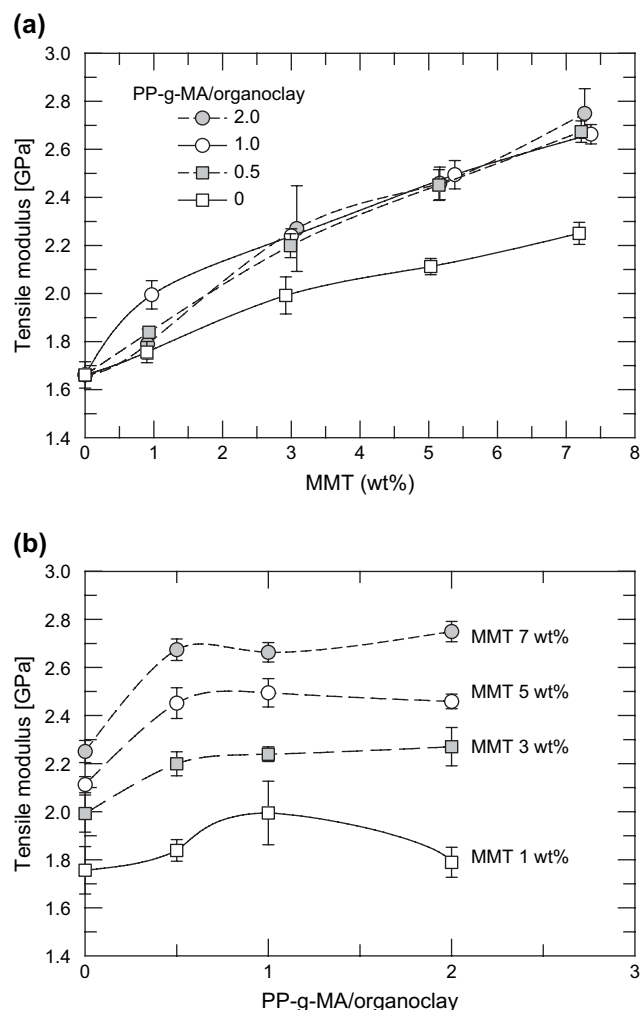 (a)
3.0
2.8
2.6
2.4
2.2
2.0
1.8
1.6
1.4
Tensile modulus [GPa]
PP-g-MA/organoclay
2.0
1.0
0.5
0
0 1 2 3 4 5 6 7 8
MMT (wt%)
(b)
3.0
2.8
2.6
2.4
2.2
2.0
1.8
1.6
1.4
Tensile modulus [GPa]
MMT 7 wt%
MMT 5 wt%
MMT 3 wt%
MMT 1 wt%
0 1 2 3
PP-g-MA/organoclay